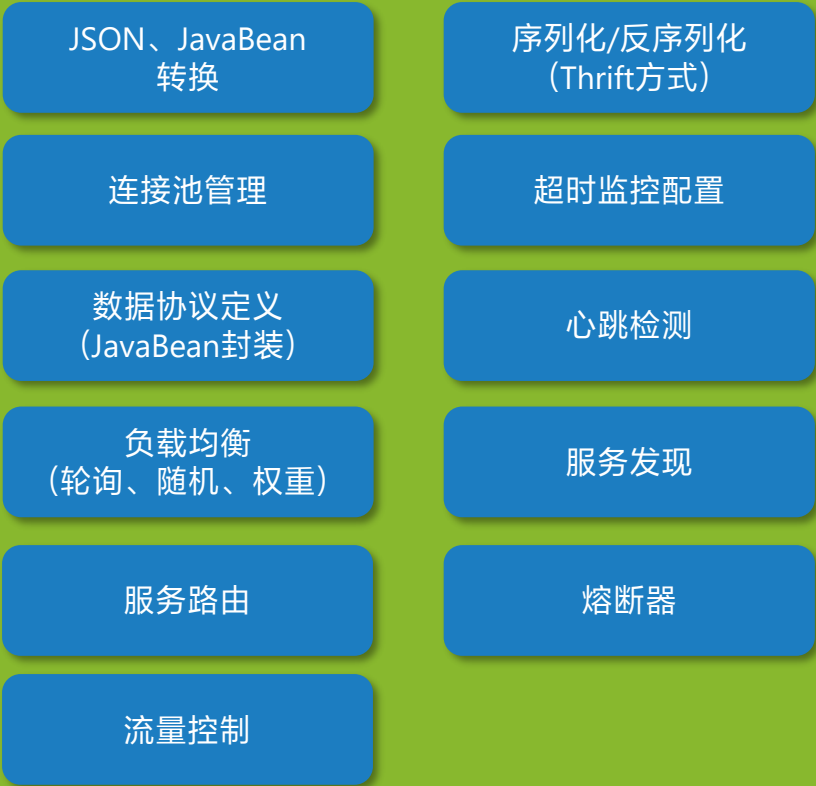 JSON、JavaBean
转换
序列化/反序列化
（Thrift方式）
连接池管理
超时监控配置
数据协议定义
（JavaBean封装）
心跳检测
负载均衡
（轮询、随机、权重）
服务发现
服务路由
熔断器
流量控制